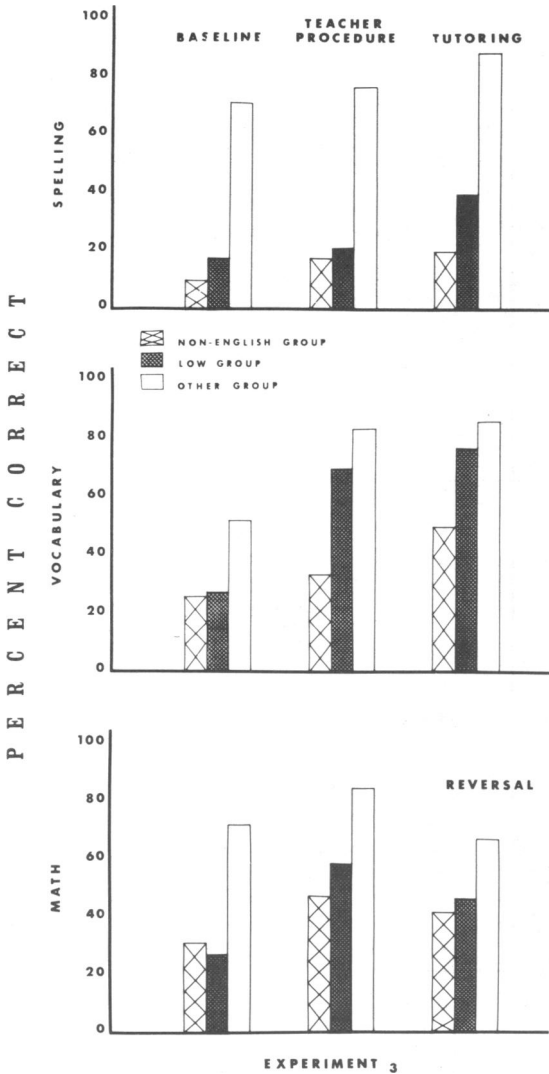 PERCENT CORRECT
BASELINE
TEACHER
PROCEDURE
TUTORING
SPELLING
100
80
60
40
20
0
NON-ENGLISH GROUP
LOW GROUP
OTHER GROUP
VOCABULARY
100
80
60
40
20
0
MATH
100
80
60
40
20
0
REVERSAL
EXPERIMENT 3